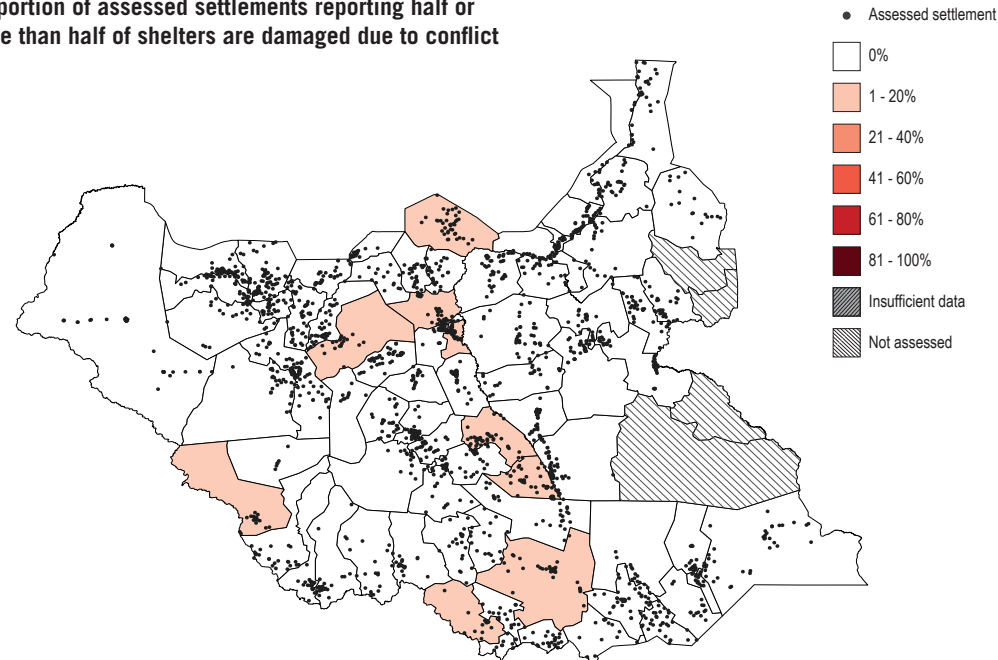 portion of assessed settlements reporting half or
than half of shelters are damaged due to conflict
Assessed settlement
0%
1 - 20%
21 - 40%
41 - 60%
61 - 80%
81 - 100%
Insufficient data
Not assessed